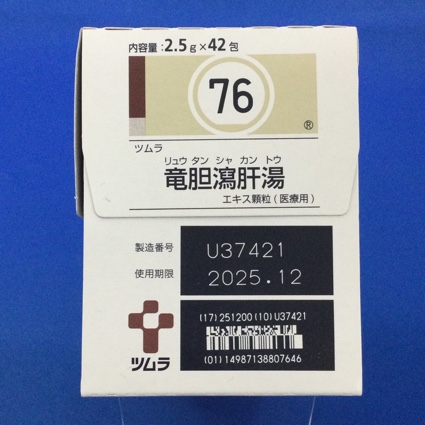 内容量:2.5g×42包
76
®
ツムラ
リュウ タン シャ カン トウ
竜胆瀉肝湯
エキス顆粒(医療用)
製造番号 U37421
使用期限 2025.12
(17)251200(10)U37421
(01)14987138807646
ツムラ